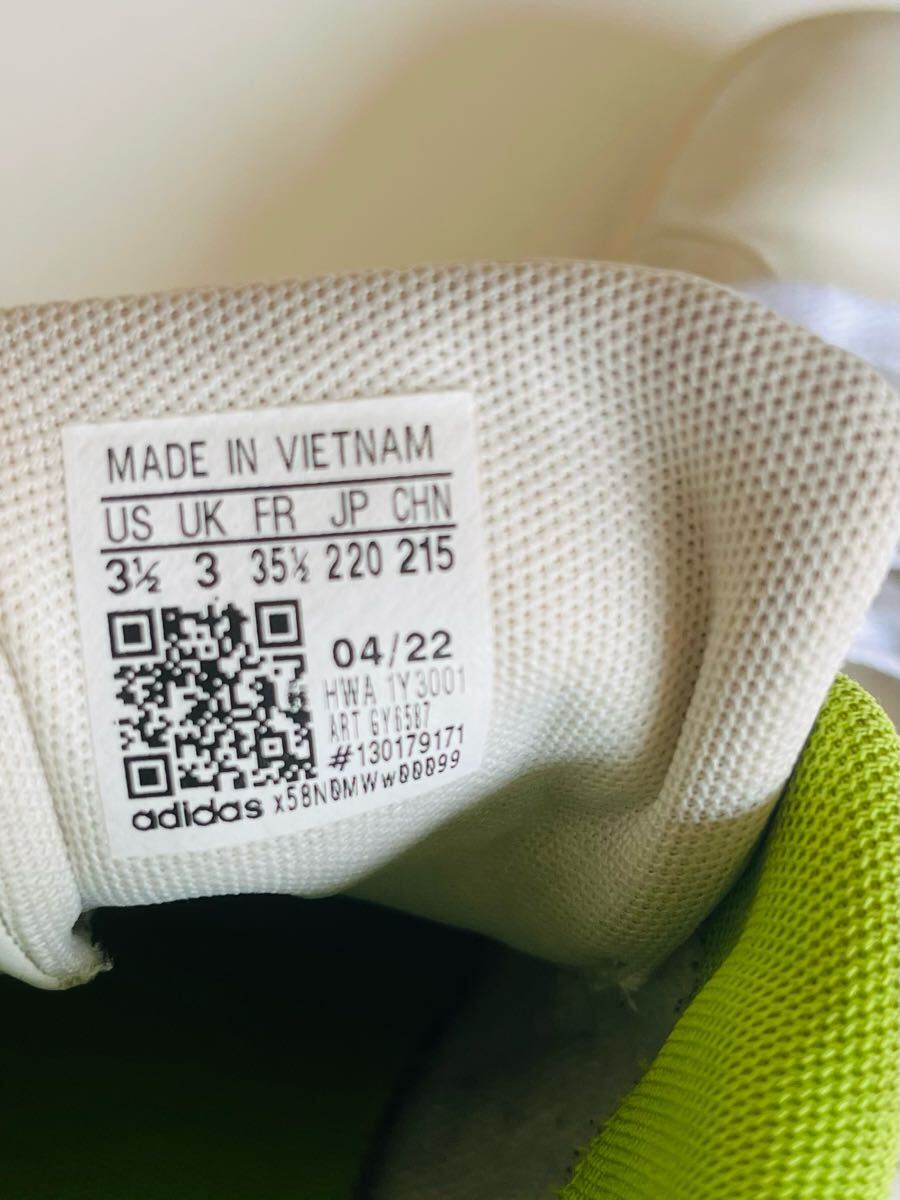 MADE IN VIETNAM
US UK FR JP CHN
3½ 3 35½ 220 215
04/22
HWA 1Y3001
ART GY6587
#130179171
adidas x58N0MWw00099